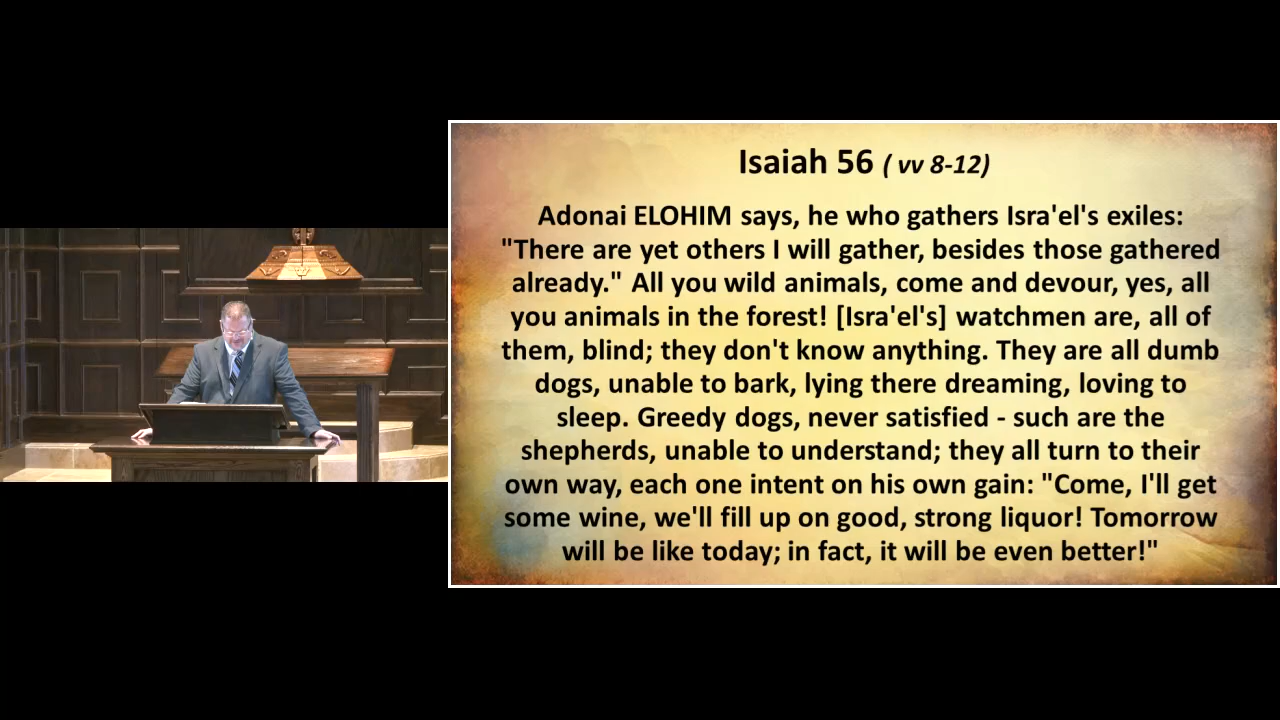 Isaiah 56 ( vv 8-12)
Adonai ELOHIM says, he who gathers Isra'el's exiles:
"There are yet others I will gather, besides those gathered
already." All you wild animals, come and devour, yes, all
you animals in the forest! [Isra'el's] watchmen are, all of
them, blind; they don't know anything. They are all dumb
dogs, unable to bark, lying there dreaming, loving to
sleep. Greedy dogs, never satisfied - such are the
shepherds, unable to understand; they all turn to their
own way, each one intent on his own gain: "Come, I'll get
some wine, we'll fill up on good, strong liquor! Tomorrow
will be like today; in fact, it will be even better!"